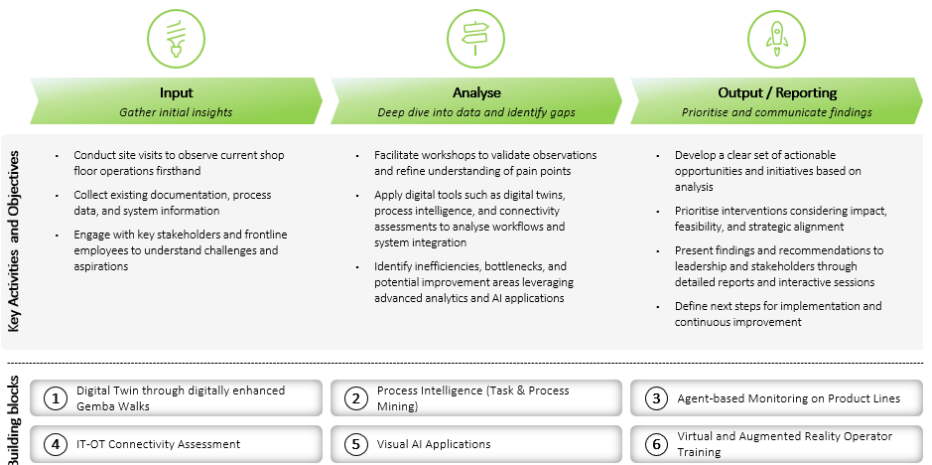 Input
Gather initial insights
Analyse
Deep dive into data and identify gaps
Output / Reporting
Prioritise and communicate findings
Key Activities and Objectives
• Conduct site visits to observe current shop
floor operations firsthand
• Collect existing documentation, process
data, and system information
• Engage with key stakeholders and frontline
employees to understand challenges and
aspirations
• Facilitate workshops to validate observations
and refine understanding of pain points
• Apply digital tools such as digital twins,
process intelligence, and connectivity
assessments to analyse workflows and
system integration
• Identify inefficiencies, bottlenecks, and
potential improvement areas leveraging
advanced analytics and AI applications
• Develop a clear set of actionable
opportunities and initiatives based on
analysis
• Prioritise interventions considering impact,
feasibility, and strategic alignment
• Present findings and recommendations to
leadership and stakeholders through
detailed reports and interactive sessions
• Define next steps for implementation and
continuous improvement
Building blocks
1 Digital Twin through digitally enhanced
Gemba Walks
2 Process Intelligence (Task & Process
Mining)
3 Agent-based Monitoring on Product Lines
4 IT-OT Connectivity Assessment
5 Visual AI Applications
6 Virtual and Augmented Reality Operator
Training